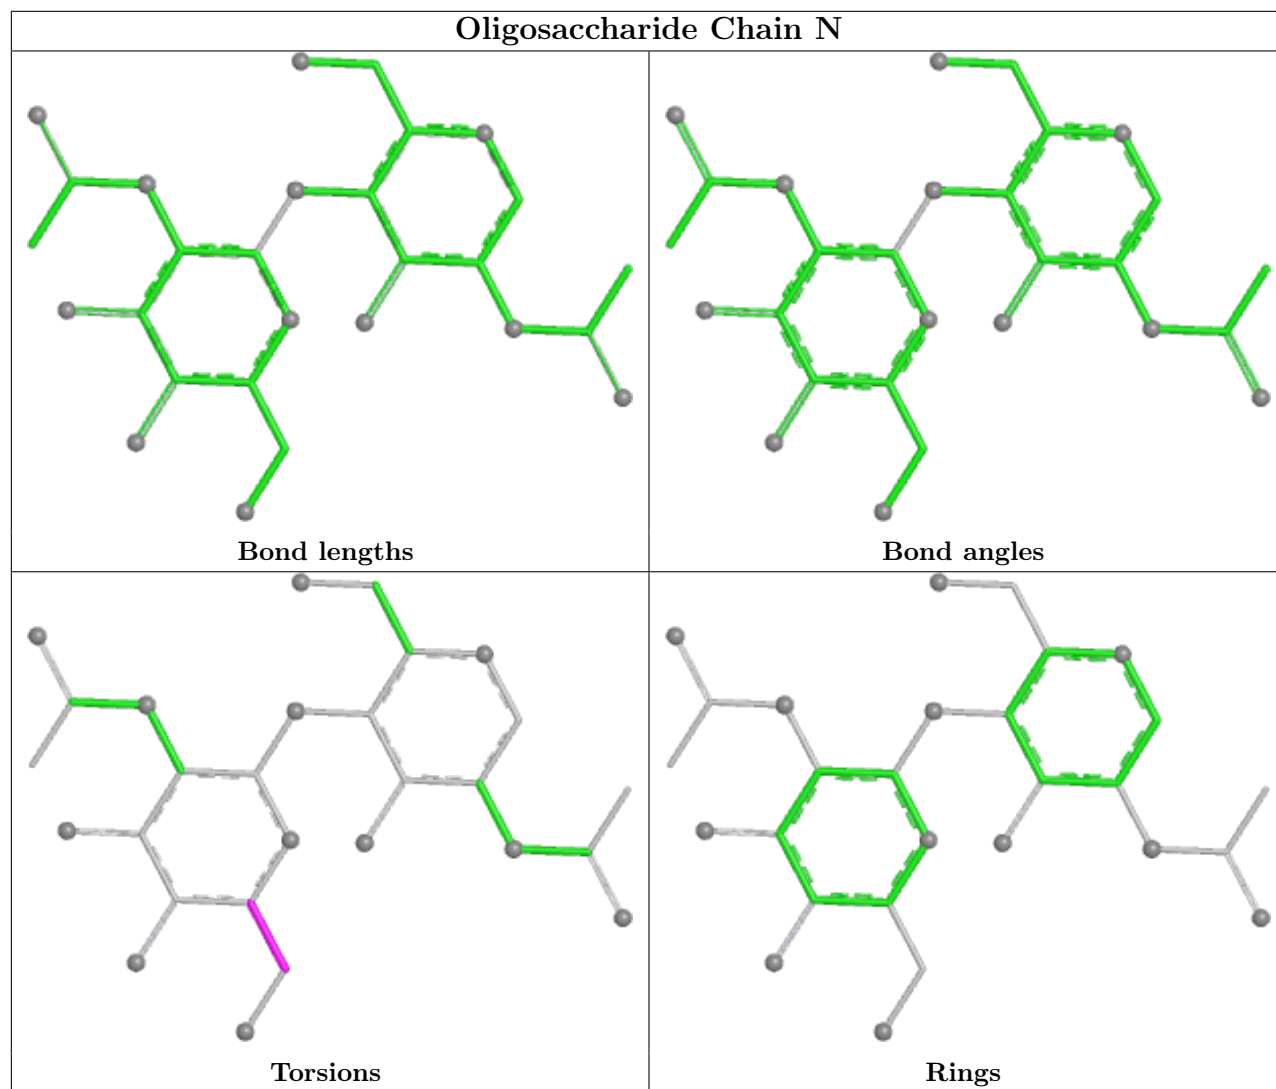 Oligosaccharide Chain N
Bond lengths
Bond angles
Torsions
Rings